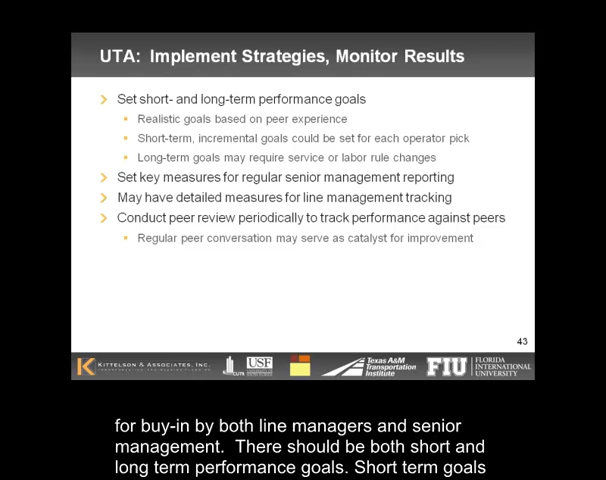 UTA:  Implement Strategies, Monitor Results
Set short- and long-term performance goals
Realistic goals based on peer experience
Short-term, incremental goals could be set for each operator pick
Long-term goals may require service or labor rule changes
Set key measures for regular senior management reporting
May have detailed measures for line management tracking
Conduct peer review periodically to track performance against peers
Regular peer conversation may serve as catalyst for improvement
43
KITTELSON & ASSOCIATES, INC.
CUTR
USF
Texas A&M
Transportation
Institute
FIU
FLORIDA
INTERNATIONAL
UNIVERSITY
for buy-in by both line managers and senior
management.  There should be both short and
long term performance goals. Short term goals